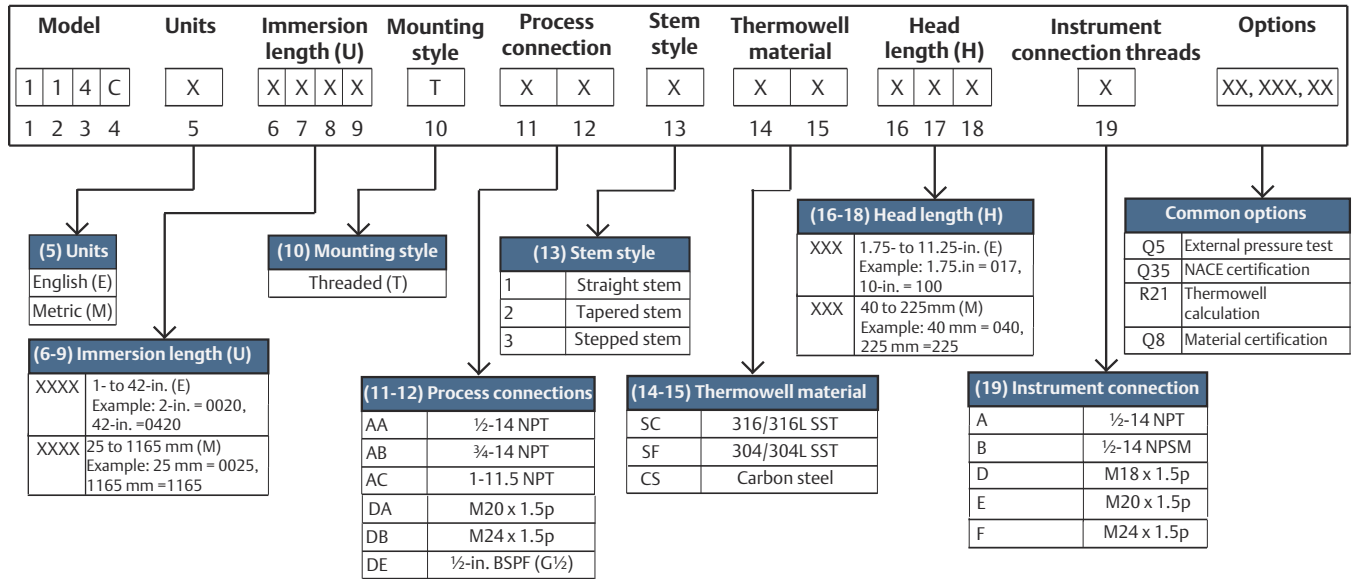 Model Units Immersion length (U) Mounting style Process connection Stem style Thermowell material Head length (H) Instrument connection threads Options
1 1 4 C X X X X X T X X X X X X X X X XX, XXX, XX
1 2 3 4 5 6 7 8 9 10 11 12 13 14 15 16 17 18 19
(5) Units
English (E)
Metric (M)
(6-9) Immersion length (U)
XXXX 1- to 42-in. (E)
Example: 2-in. = 0020,
42-in. =0420
XXXX 25 to 1165 mm (M)
Example: 25 mm = 0025,
1165 mm =1165
(10) Mounting style
Threaded (T)
(11-12) Process connections
AA ½-14 NPT
AB ¾-14 NPT
AC 1-11.5 NPT
DA M20 x 1.5p
DB M24 x 1.5p
DE ½-in. BSPF (G½)
(13) Stem style
1 Straight stem
2 Tapered stem
3 Stepped stem
(14-15) Thermowell material
SC 316/316L SST
SF 304/304L SST
CS Carbon steel
(16-18) Head length (H)
XXX 1.75- to 11.25-in. (E)
Example: 1.75.in = 017,
10-in. = 100
XXX 40 to 225mm (M)
Example: 40 mm = 040,
225 mm =225
(19) Instrument connection
A ½-14 NPT
B ½-14 NPSM
D M18 x 1.5p
E M20 x 1.5p
F M24 x 1.5p
Common options
Q5 External pressure test
Q35 NACE certification
R21 Thermowell
calculation
Q8 Material certification